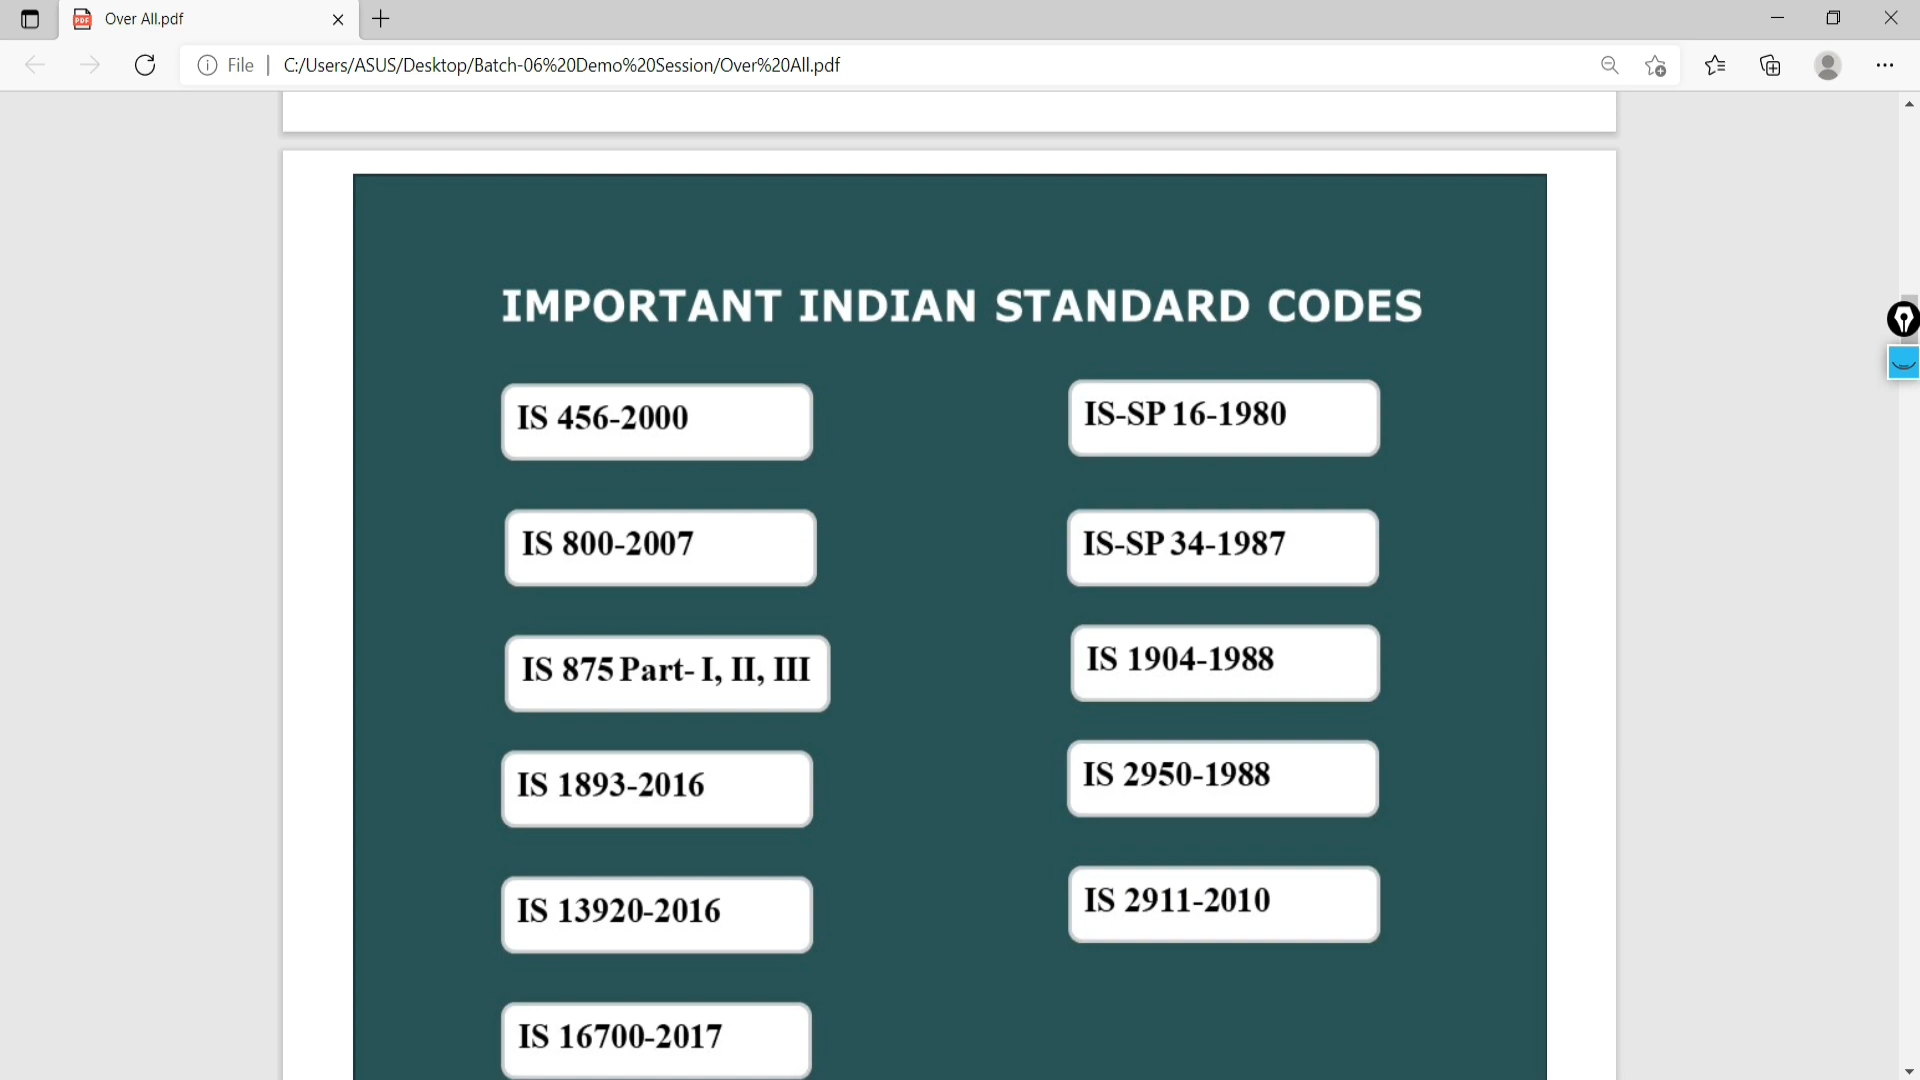 Over All.pdf
File
C:/Users/ASUS/Desktop/Batch-06%20Demo%20Session/Over%20All.pdf
IMPORTANT INDIAN STANDARD CODES
IS 456-2000
IS-SP 16-1980
IS 800-2007
IS-SP 34-1987
IS 875 Part- I, II, III
IS 1904-1988
IS 1893-2016
IS 2950-1988
IS 13920-2016
IS 2911-2010
IS 16700-2017